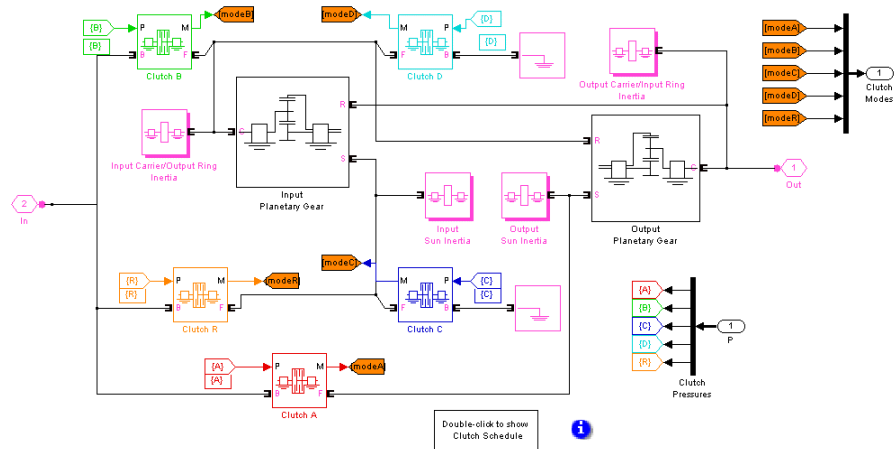 {B}
{B}
P
M
B
F
Clutch B
[modeB]
[modeD]
M
P
F
B
Clutch D
{D}
{D}
Output Carrier/Input Ring
Inertia
[modeA]
[modeB]
[modeC]
[modeD]
[modeR]
1
Clutch
Modes
Input Carrier/Output Ring
Inertia
C
R
S
Input
Planetary Gear
R
S
C
Output
Planetary Gear
1
Out
2
In
Input
Sun Inertia
Output
Sun Inertia
{R}
{R}
P
M
B
F
Clutch R
[modeR]
[modeC]
M
P
F
B
Clutch C
{C}
{C}
{A}
{B}
{C}
{D}
{R}
Clutch
Pressures
1
P
{A}
{A}
P
M
B
F
Clutch A
[modeA]
Double-click to show
Clutch Schedule
i